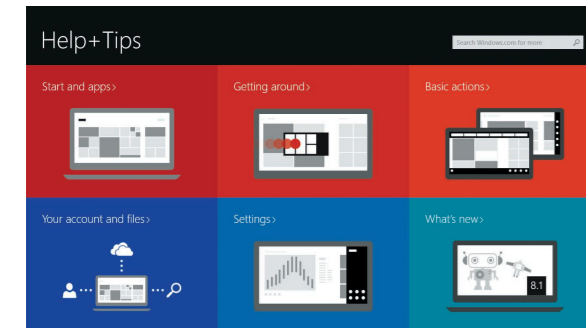 Help+Tips
Search Windows.com for more
Start and apps>
Getting around>
Basic actions>
Your account and files>
Settings>
What's new>
8.1